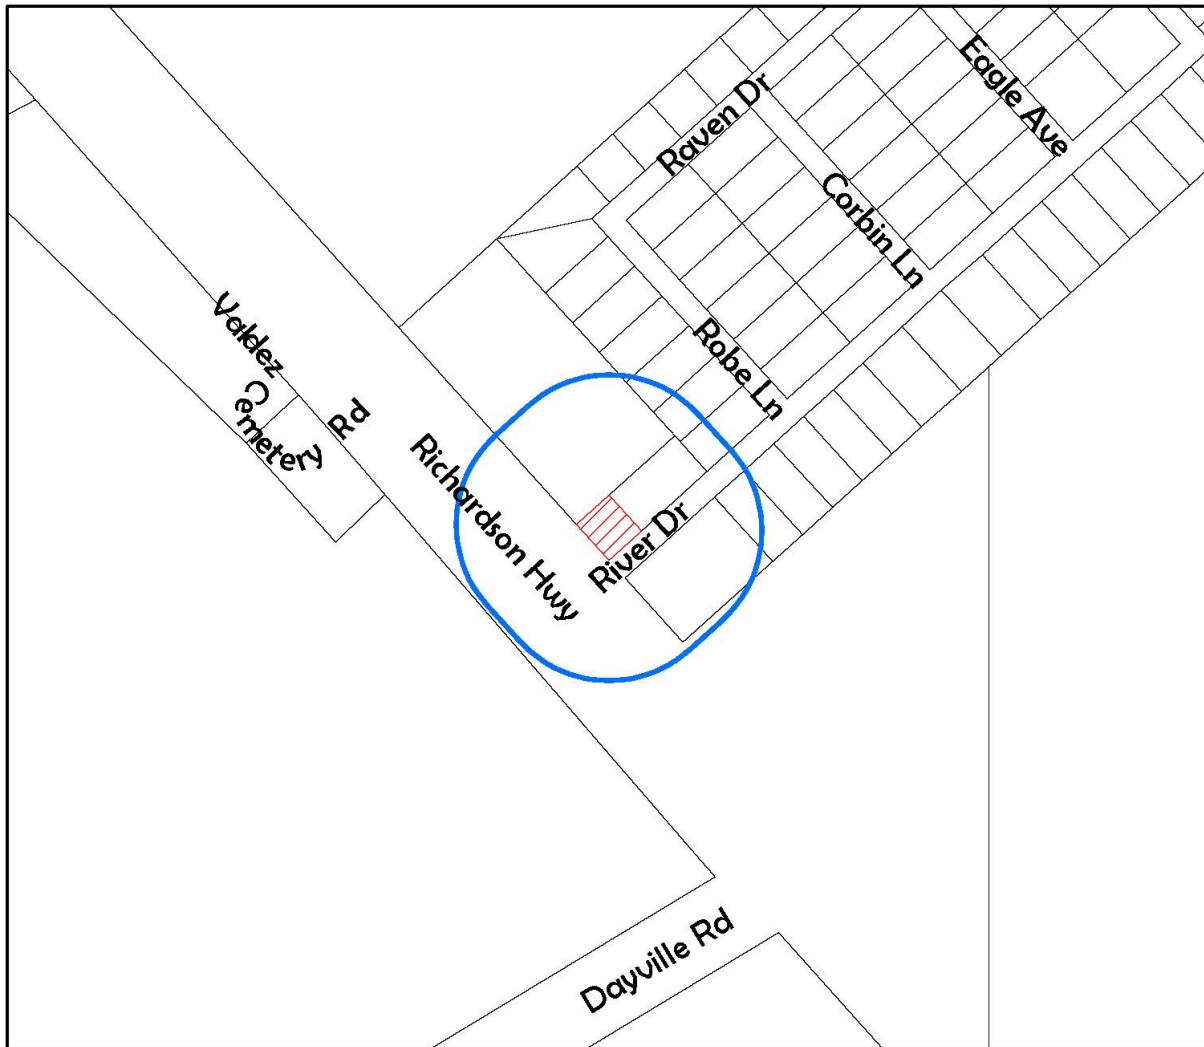 Eagle Ave
Raven Dr
Corbin Ln
Valdez
Robe Ln
Cemetery
Rd
Richardson Hwy
River Dr
Dayville Rd